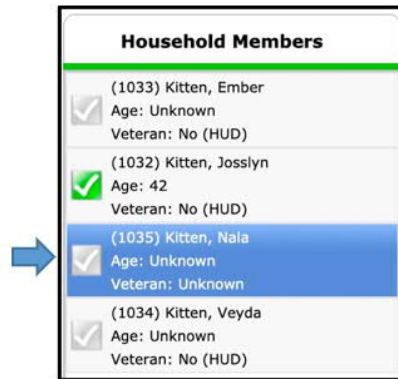 Household Members
(1033) Kitten, Ember
Age: Unknown
Veteran: No (HUD)
(1032) Kitten, Josslyn
Age: 42
Veteran: No (HUD)
(1035) Kitten, Nala
Age: Unknown
Veteran: Unknown
(1034) Kitten, Veyda
Age: Unknown
Veteran: No (HUD)